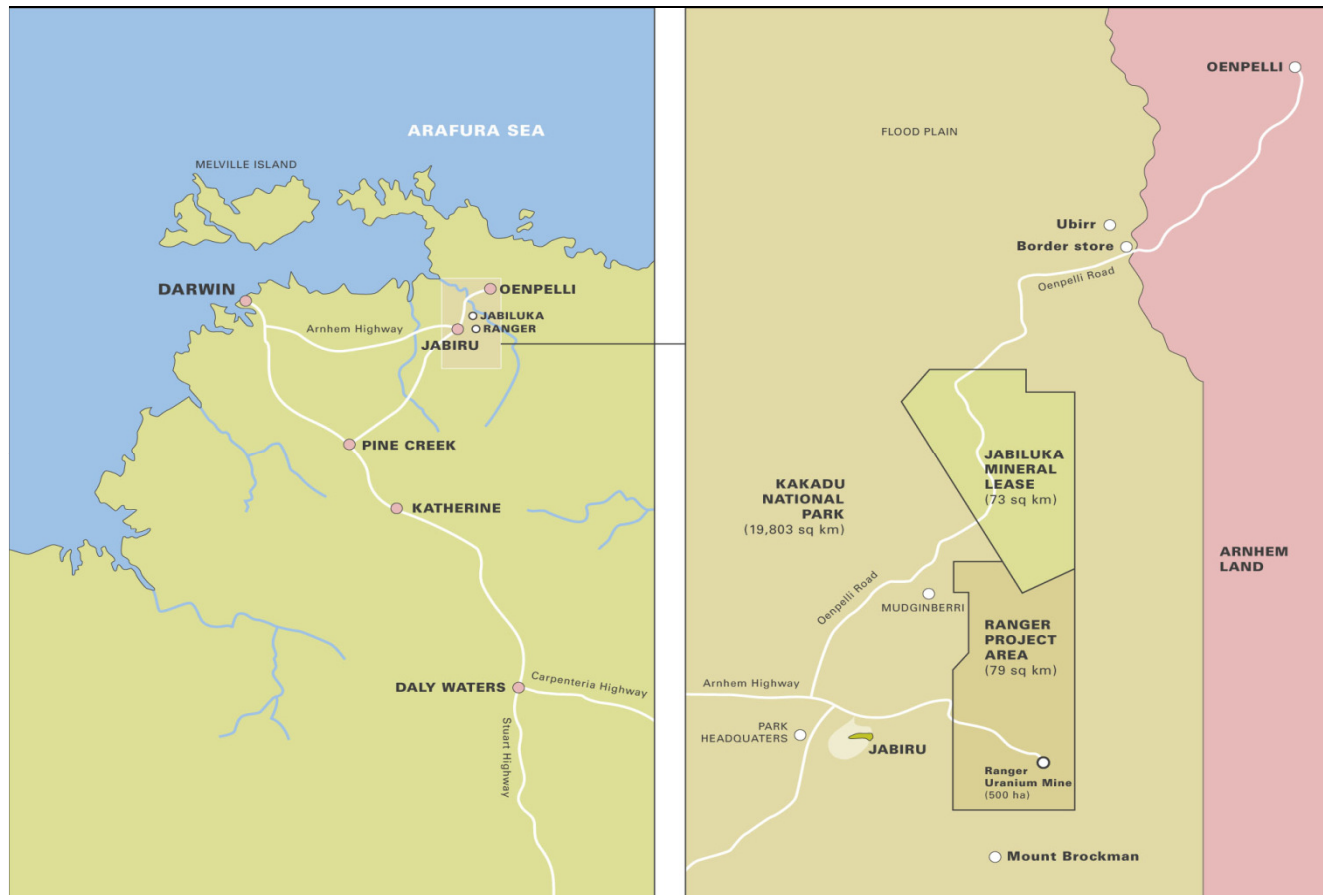 ARAFURA SEA
MELVILLE ISLAND
DARWIN
OENPELLI
JABILUKA
RANGER
Arnhem Highway
JABIRU
PINE CREEK
KATHERINE
DALY WATERS
Carpenteria Highway
Stuart Highway
OENPELLI
FLOOD PLAIN
Ubirr
Border store
Oenpelli Road
JABILUKA
MINERAL
LEASE
(73 sq km)
KAKADU
NATIONAL
PARK
(19,803 sq km)
ARNHEM
LAND
Oenpelli Road
MUDGINBERRI
RANGER
PROJECT
AREA
(79 sq km)
Arnhem Highway
PARK
HEADQUATERS
JABIRU
Ranger
Uranium Mine
(500 ha)
Mount Brockman